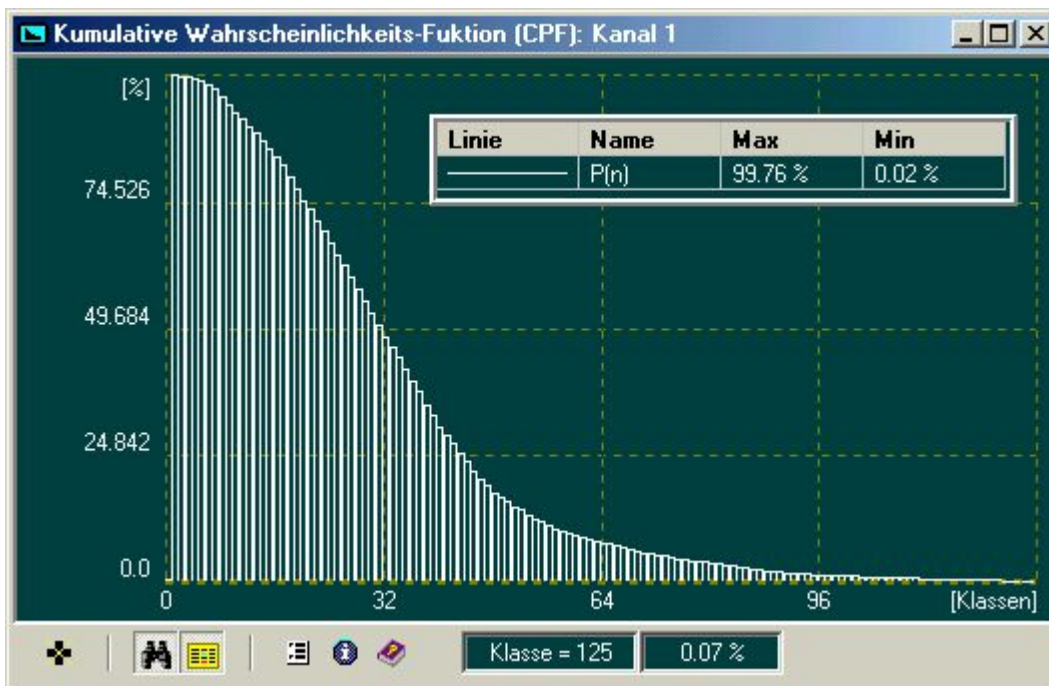 Kumulative Wahrscheinlichkeits-Fuktion (CPF): Kanal 1
[%]
Linie Name Max Min
P(n) 99.76 % 0.02 %
74.526
49.684
24.842
0.0
0 32 64 96 [Klassen]
Klasse = 125 0.07 %